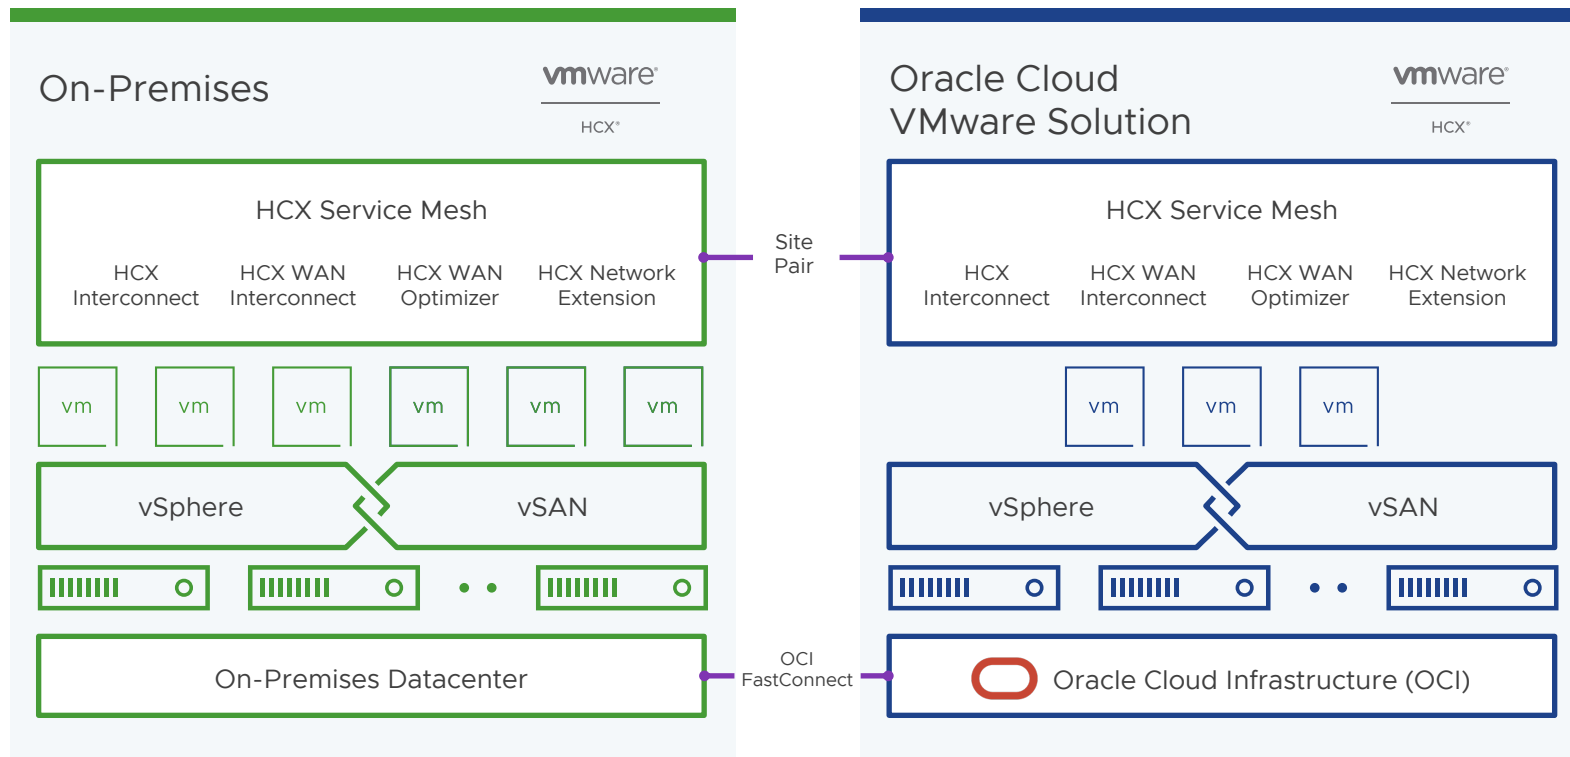 On-Premises
vmware®
HCX®
HCX Service Mesh
HCX
Interconnect
HCX WAN
Interconnect
HCX WAN
Optimizer
HCX Network
Extension
vm
vm
vm
vm
vm
vm
vSphere
vSAN
On-Premises Datacenter
Site
Pair
OCI
FastConnect
Oracle Cloud
VMware Solution
vmware®
HCX®
HCX Service Mesh
HCX
Interconnect
HCX WAN
Interconnect
HCX WAN
Optimizer
HCX Network
Extension
vm
vm
vm
vSphere
vSAN
Oracle Cloud Infrastructure (OCI)